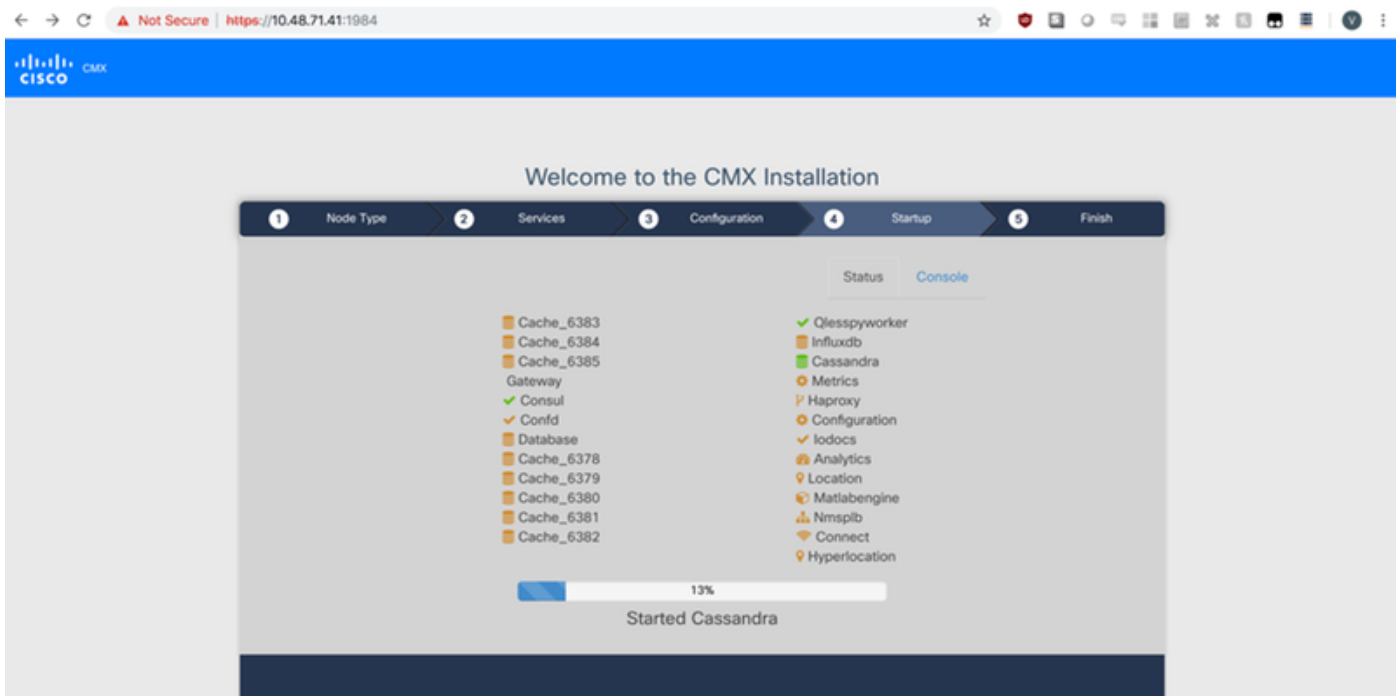 Not Secure | https://10.48.71.41:1984
V
CISCO CMX
Welcome to the CMX Installation
1 Node Type 2 Services 3 Configuration 4 Startup 5 Finish
Status Console
Cache_6383
Cache_6384
Cache_6385
Gateway
Consul
Confd
Database
Cache_6378
Cache_6379
Cache_6380
Cache_6381
Cache_6382
Qlesspyworker
Influxdb
Cassandra
Metrics
Haproxy
Configuration
Iodocs
Analytics
Location
Matlabengine
Nmsplb
Connect
Hyperlocation
13%
Started Cassandra